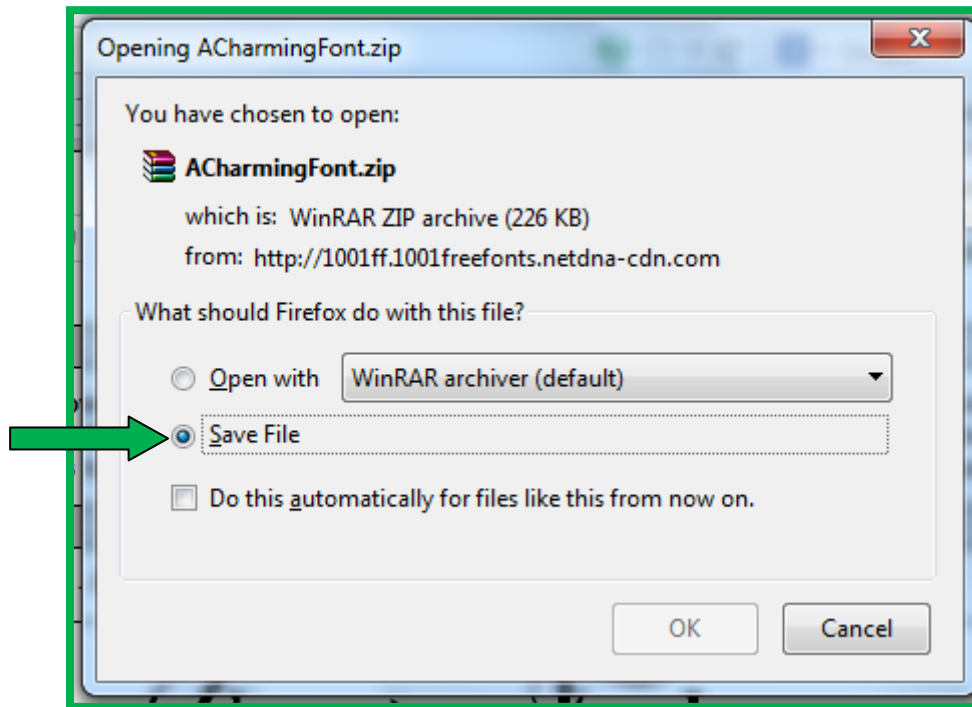 Opening ACharmingFont.zip
You have chosen to open:
ACharmingFont.zip
which is: WinRAR ZIP archive (226 KB)
from: http://1001ff.1001freefonts.netdna-cdn.com
What should Firefox do with this file?
Open with WinRAR archiver (default)
Save File
Do this automatically for files like this from now on.
OK Cancel